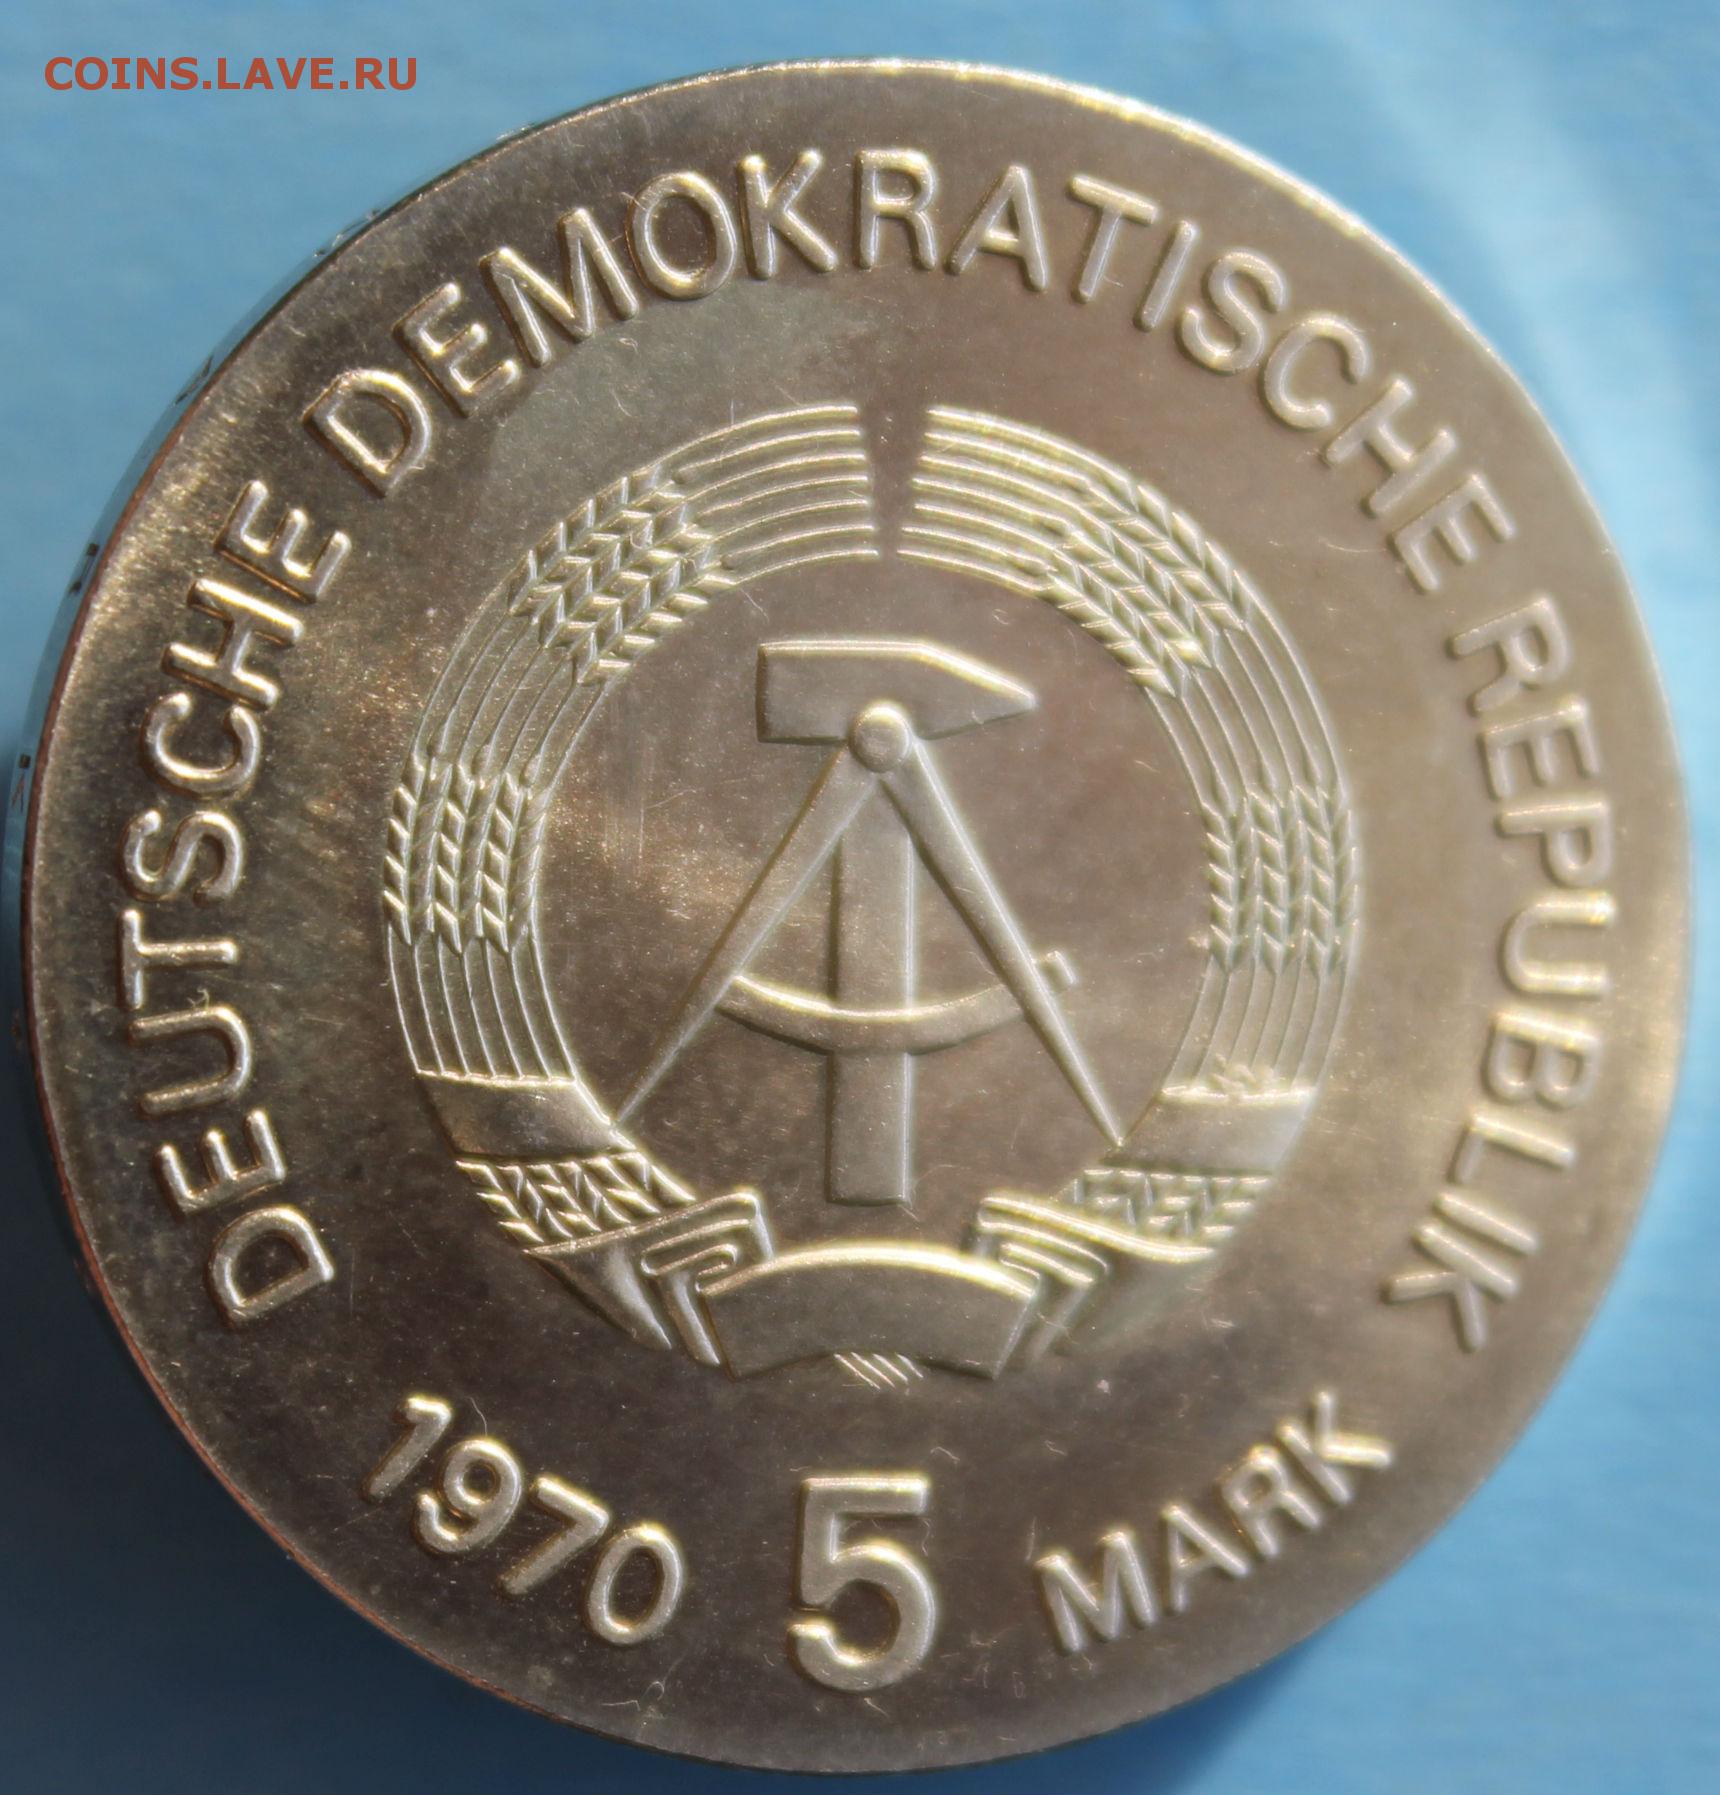 COINS.LAVE.RU
DEUTSCHE DEMOKRATISCHE REPUBLIK
1970 5 MARK